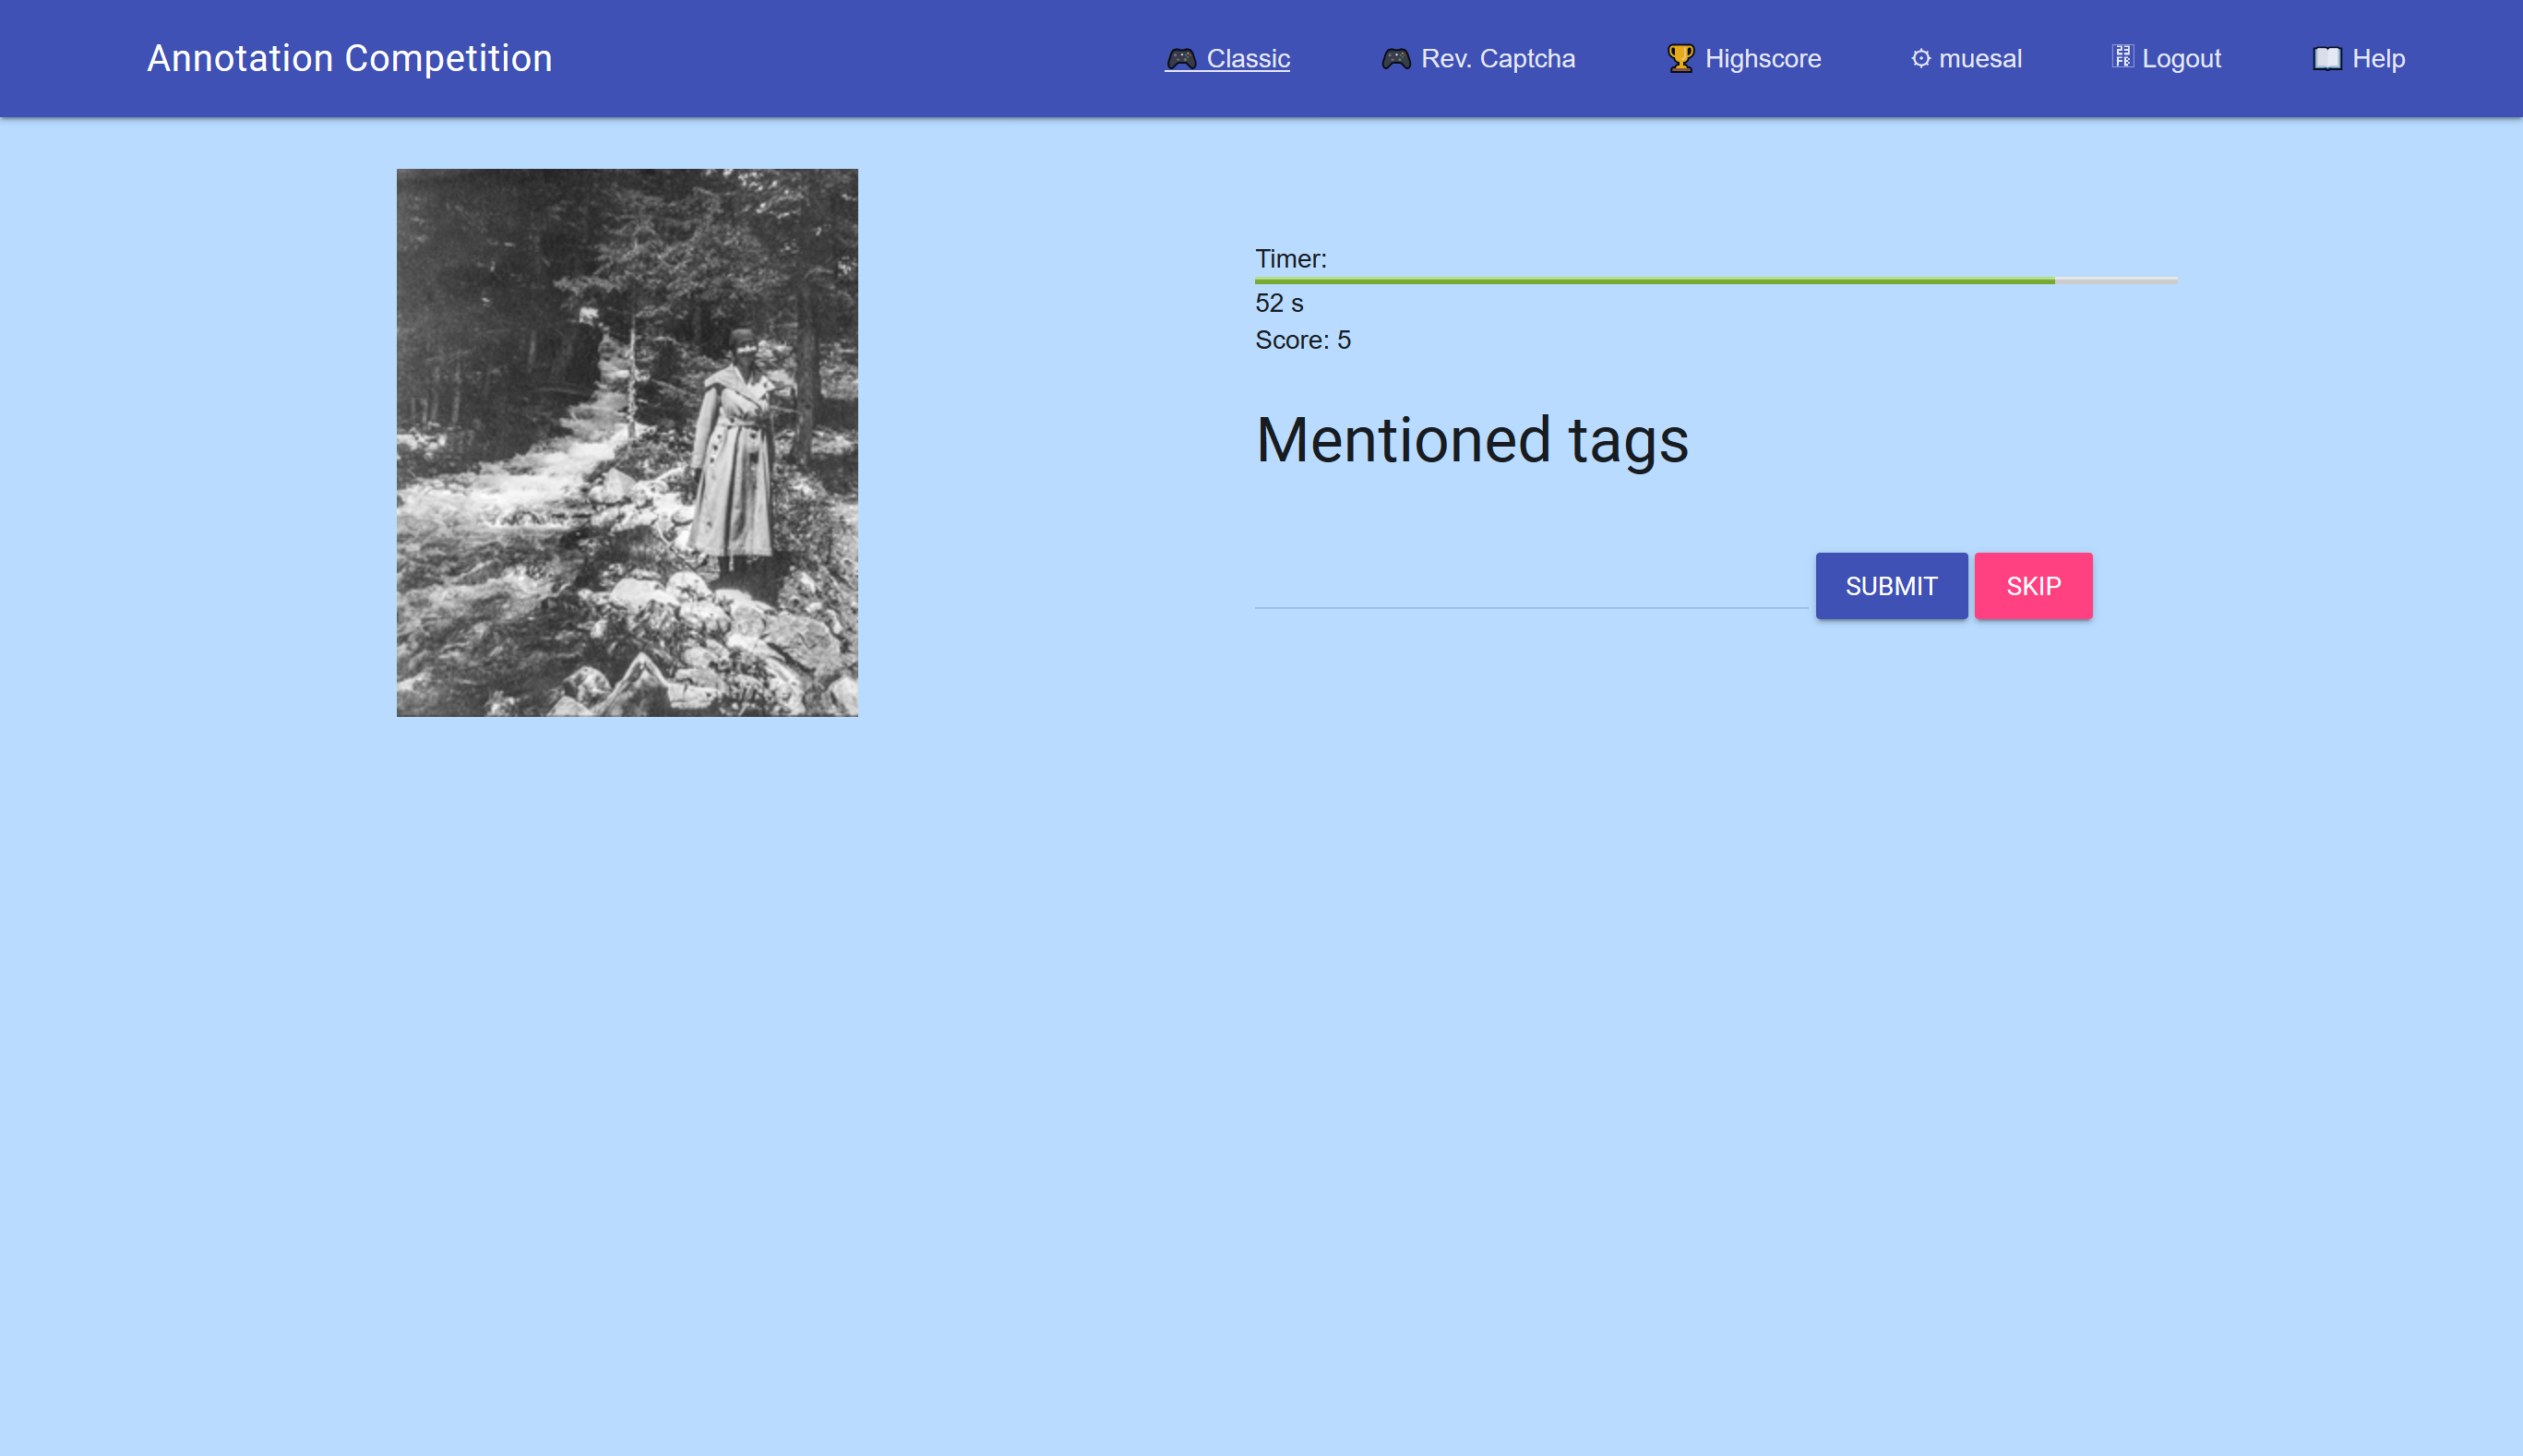 Annotation Competition
🎮 Classic
🎮 Rev. Captcha
🏆 Highscore
⚙ muesal
Logout
📖 Help
Timer:
52 s
Score: 5
Mentioned tags
SUBMIT
SKIP